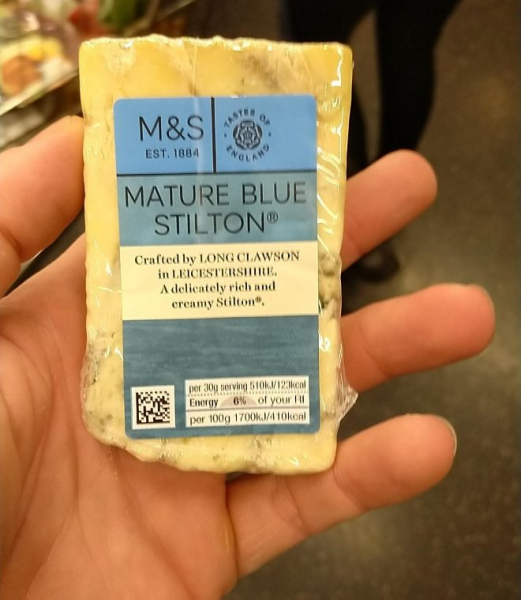 M&S
EST. 1884
TASTES OF ENGLAND
MATURE BLUE
STILTON®
Crafted by LONG CLAWSON
in LEICESTERSHIRE.
A delicately rich and
creamy Stilton®.
per 30g serving 510kJ/123kcal
Energy 6% of your RI
per 100g 1700kJ/410kcal